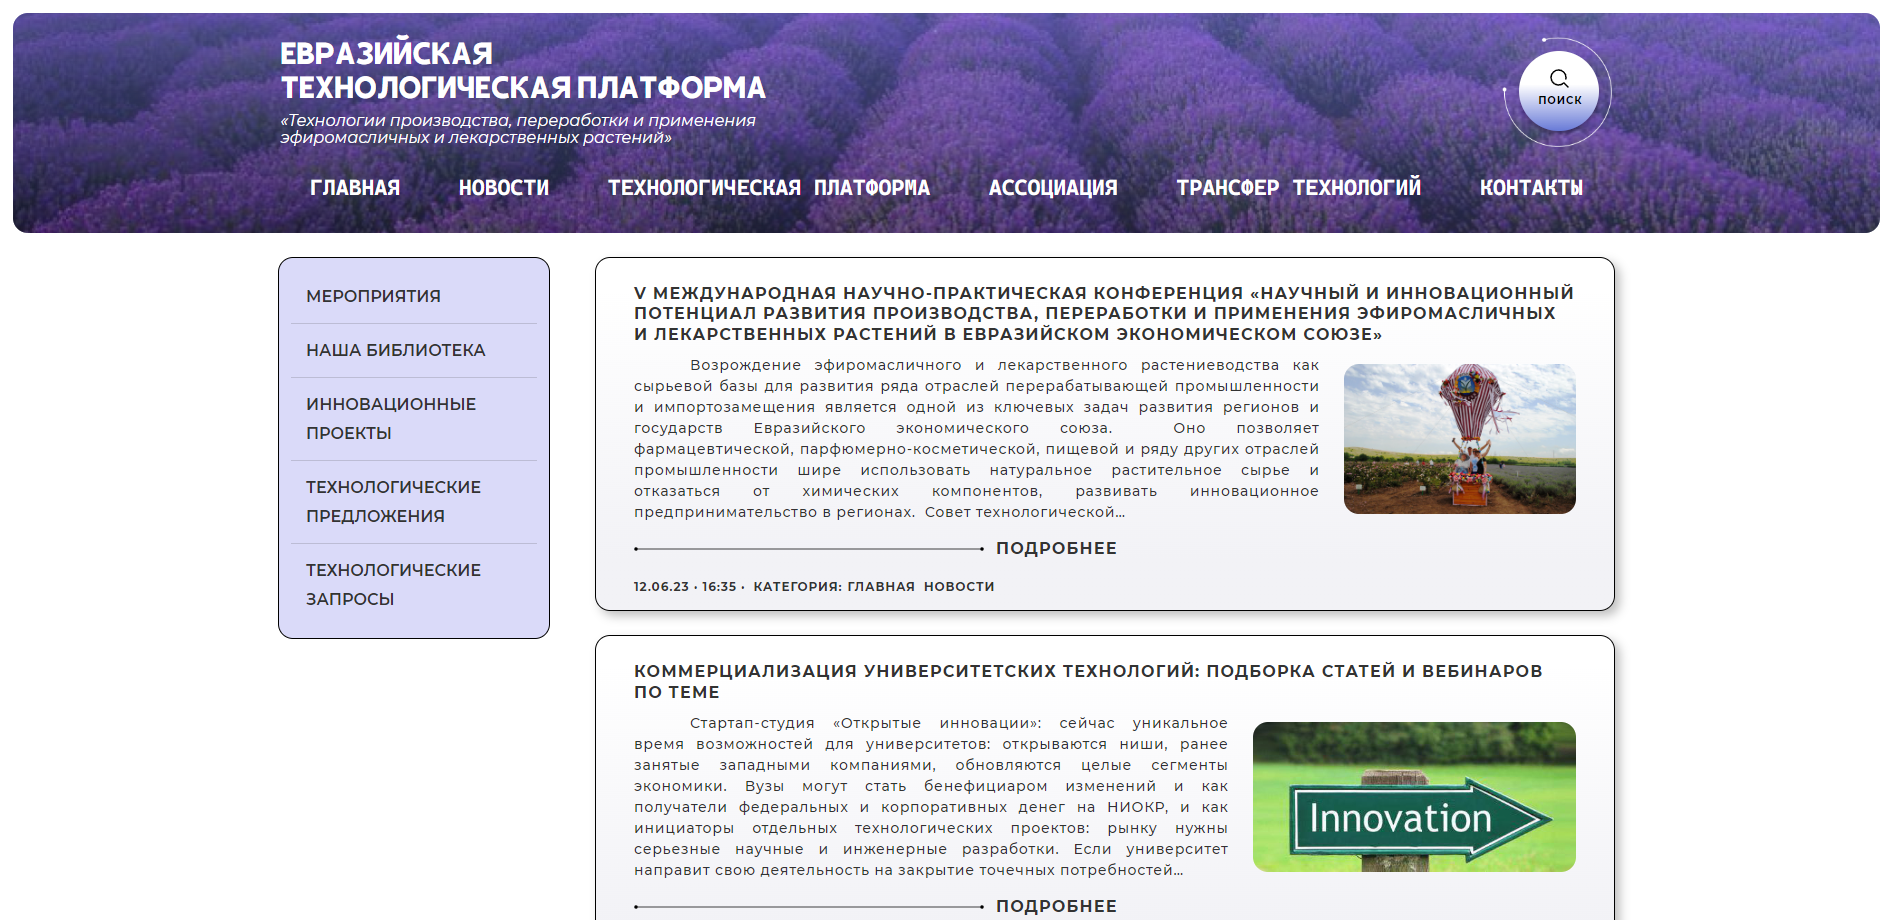 ЕВРАЗИЙСКАЯ
ТЕХНОЛОГИЧЕСКАЯ ПЛАТФОРМА
«Технологии производства, переработки и применения
эфиромасличных и лекарственных растений»
ПОИСК
ГЛАВНАЯ НОВОСТИ ТЕХНОЛОГИЧЕСКАЯ ПЛАТФОРМА АССОЦИАЦИЯ ТРАНСФЕР ТЕХНОЛОГИЙ КОНТАКТЫ
МЕРОПРИЯТИЯ
НАША БИБЛИОТЕКА
ИННОВАЦИОННЫЕ
ПРОЕКТЫ
ТЕХНОЛОГИЧЕСКИЕ
ПРЕДЛОЖЕНИЯ
ТЕХНОЛОГИЧЕСКИЕ
ЗАПРОСЫ
V МЕЖДУНАРОДНАЯ НАУЧНО-ПРАКТИЧЕСКАЯ КОНФЕРЕНЦИЯ «НАУЧНЫЙ И ИННОВАЦИОННЫЙ
ПОТЕНЦИАЛ РАЗВИТИЯ ПРОИЗВОДСТВА, ПЕРЕРАБОТКИ И ПРИМЕНЕНИЯ ЭФИРОМАСЛИЧНЫХ
И ЛЕКАРСТВЕННЫХ РАСТЕНИЙ В ЕВРАЗИЙСКОМ ЭКОНОМИЧЕСКОМ СОЮЗЕ»
Возрождение эфиромасличного и лекарственного растениеводства как
сырьевой базы для развития ряда отраслей перерабатывающей промышленности
и импортозамещения является одной из ключевых задач развития регионов и
государств Евразийского экономического союза. Оно позволяет
фармацевтической, парфюмерно-косметической, пищевой и ряду других отраслей
промышленности шире использовать натуральное растительное сырье и
отказаться от химических компонентов, развивать инновационное
предпринимательство в регионах. Совет технологической…
ПОДРОБНЕЕ
12.06.23 • 16:35 • КАТЕГОРИЯ: ГЛАВНАЯ НОВОСТИ
КОММЕРЦИАЛИЗАЦИЯ УНИВЕРСИТЕТСКИХ ТЕХНОЛОГИЙ: ПОДБОРКА СТАТЕЙ И ВЕБИНАРОВ
ПО ТЕМЕ
Стартап-студия «Открытые инновации»: сейчас уникальное
время возможностей для университетов: открываются ниши, ранее
занятые западными компаниями, обновляются целые сегменты
экономики. Вузы могут стать бенефициаром изменений и как
получатели федеральных и корпоративных денег на НИОКР, и как
инициаторы отдельных технологических проектов: рынку нужны
серьезные научные и инженерные разработки. Если университет
направит свою деятельность на закрытие точечных потребностей…
Innovation
ПОДРОБНЕЕ